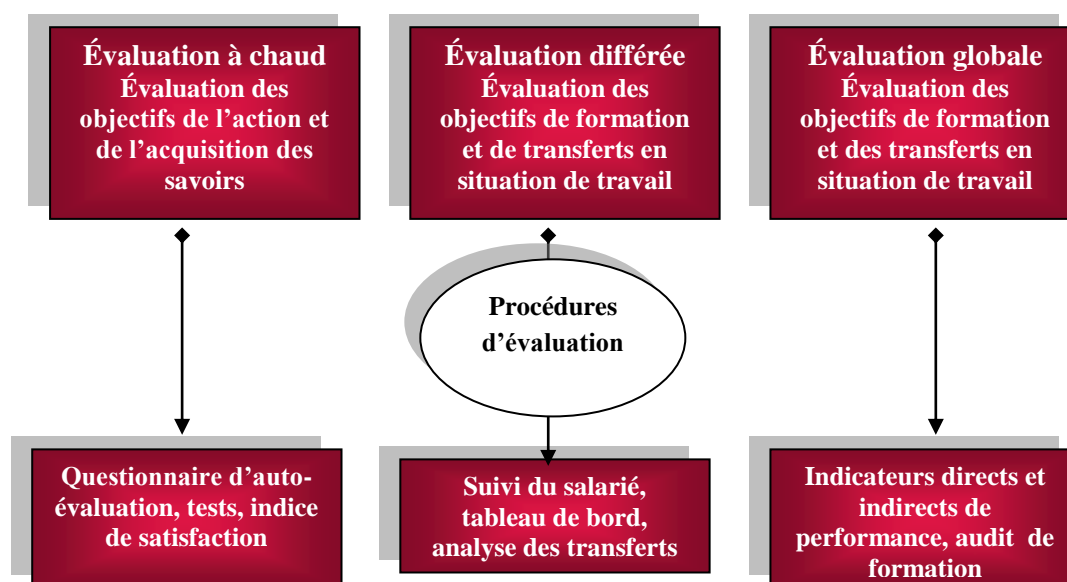 Évaluation à chaud
Évaluation des
objectifs de l’action et
de l’acquisition des
savoirs
Évaluation différée
Évaluation des
objectifs de formation
et de transferts en
situation de travail
Évaluation globale
Évaluation des
objectifs de formation
et des transferts en
situation de travail
Procédures
d’évaluation
Questionnaire d’auto-
évaluation, tests, indice
de satisfaction
Suivi du salarié,
tableau de bord,
analyse des transferts
Indicateurs directs et
indirects de
performance, audit de
formation